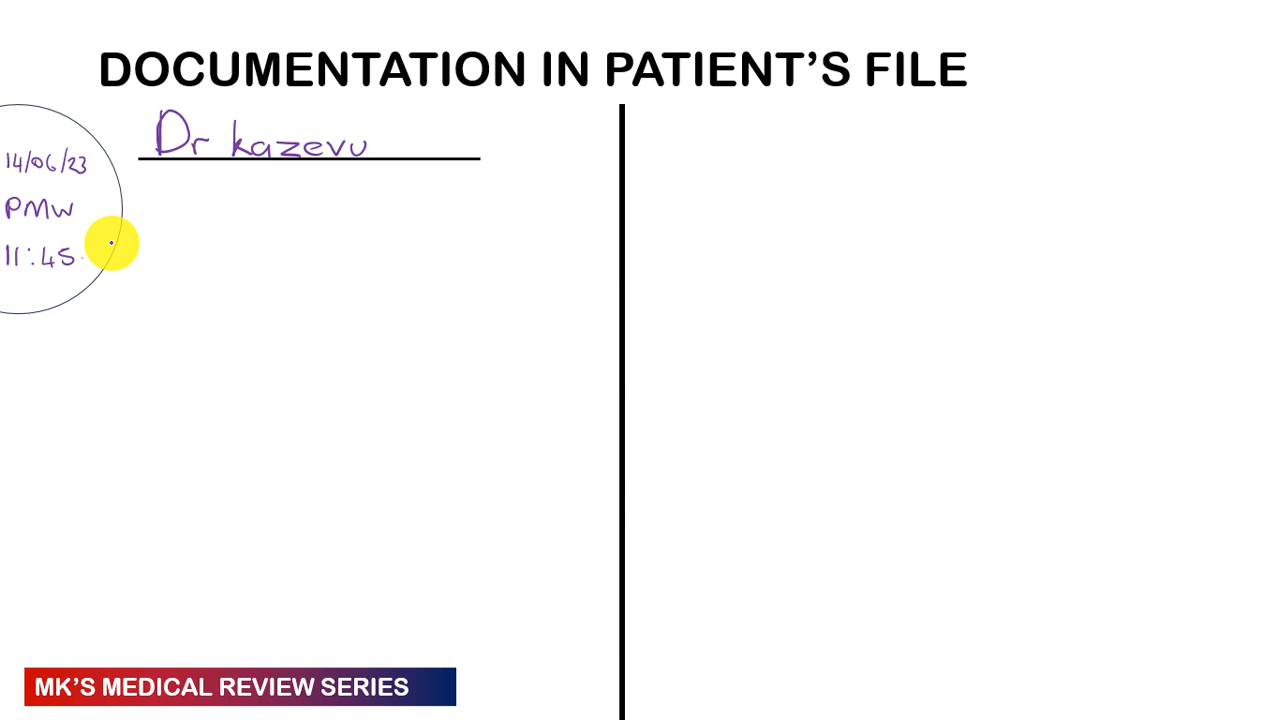 DOCUMENTATION IN PATIENT'S FILE
Dr kazevu
14/06/23
PMW
11:45
MK'S MEDICAL REVIEW SERIES